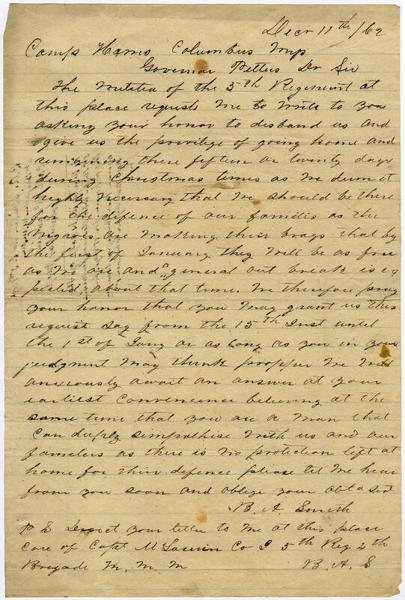 Decr 11th /62
Camp Harris Columbus Mp
Governor Pettus Dr Sir
The Militia of the 5th Regiment at
this place requests me to write to you
asking your honor to disband us and
give us the privilege of going home and
remaining there fifteen or twenty days
during Christmas times as we deem it
highly necessary that we should be there
for the defence of our familis as the
Negroes are making their brags that by
the first of January they will be as free
as we are and a general out break is ex
pected about that time We therefore pray
your honor that you may grant us this
request Say from the 15th Inst until
the 1st of Jany or as long as you in your
judgment may think propper We will
anxiously await an answer at your
earliest Convenience believing at the
same time that you are a man that
can deeply simpathise with us and our
famelers as there is no protection left at
home for their defence please let me hear
from you soon and oblige your Obt Svt
B. A. Smith
P S Direct your letter to me at this place
Care of Capt M Co 5th Reg 4th
Brigade M. M. M B. A. S